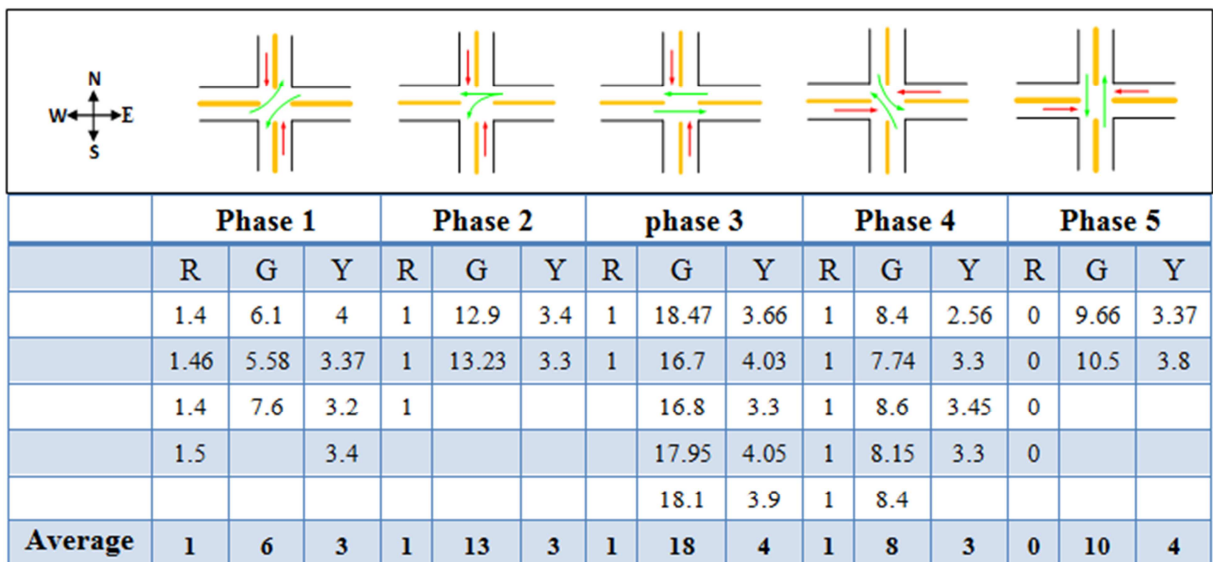 N
W E
S
Phase 1 Phase 2 phase 3 Phase 4 Phase 5
R G Y R G Y R G Y R G Y R G Y
1.4 6.1 4 1 12.9 3.4 1 18.47 3.66 1 8.4 2.56 0 9.66 3.37
1.46 5.58 3.37 1 13.23 3.3 1 16.7 4.03 1 7.74 3.3 0 10.5 3.8
1.4 7.6 3.2 1 16.8 3.3 1 8.6 3.45 0
1.5 3.4 17.95 4.05 1 8.15 3.3 0
18.1 3.9 1 8.4
Average 1 6 3 1 13 3 1 18 4 1 8 3 0 10 4